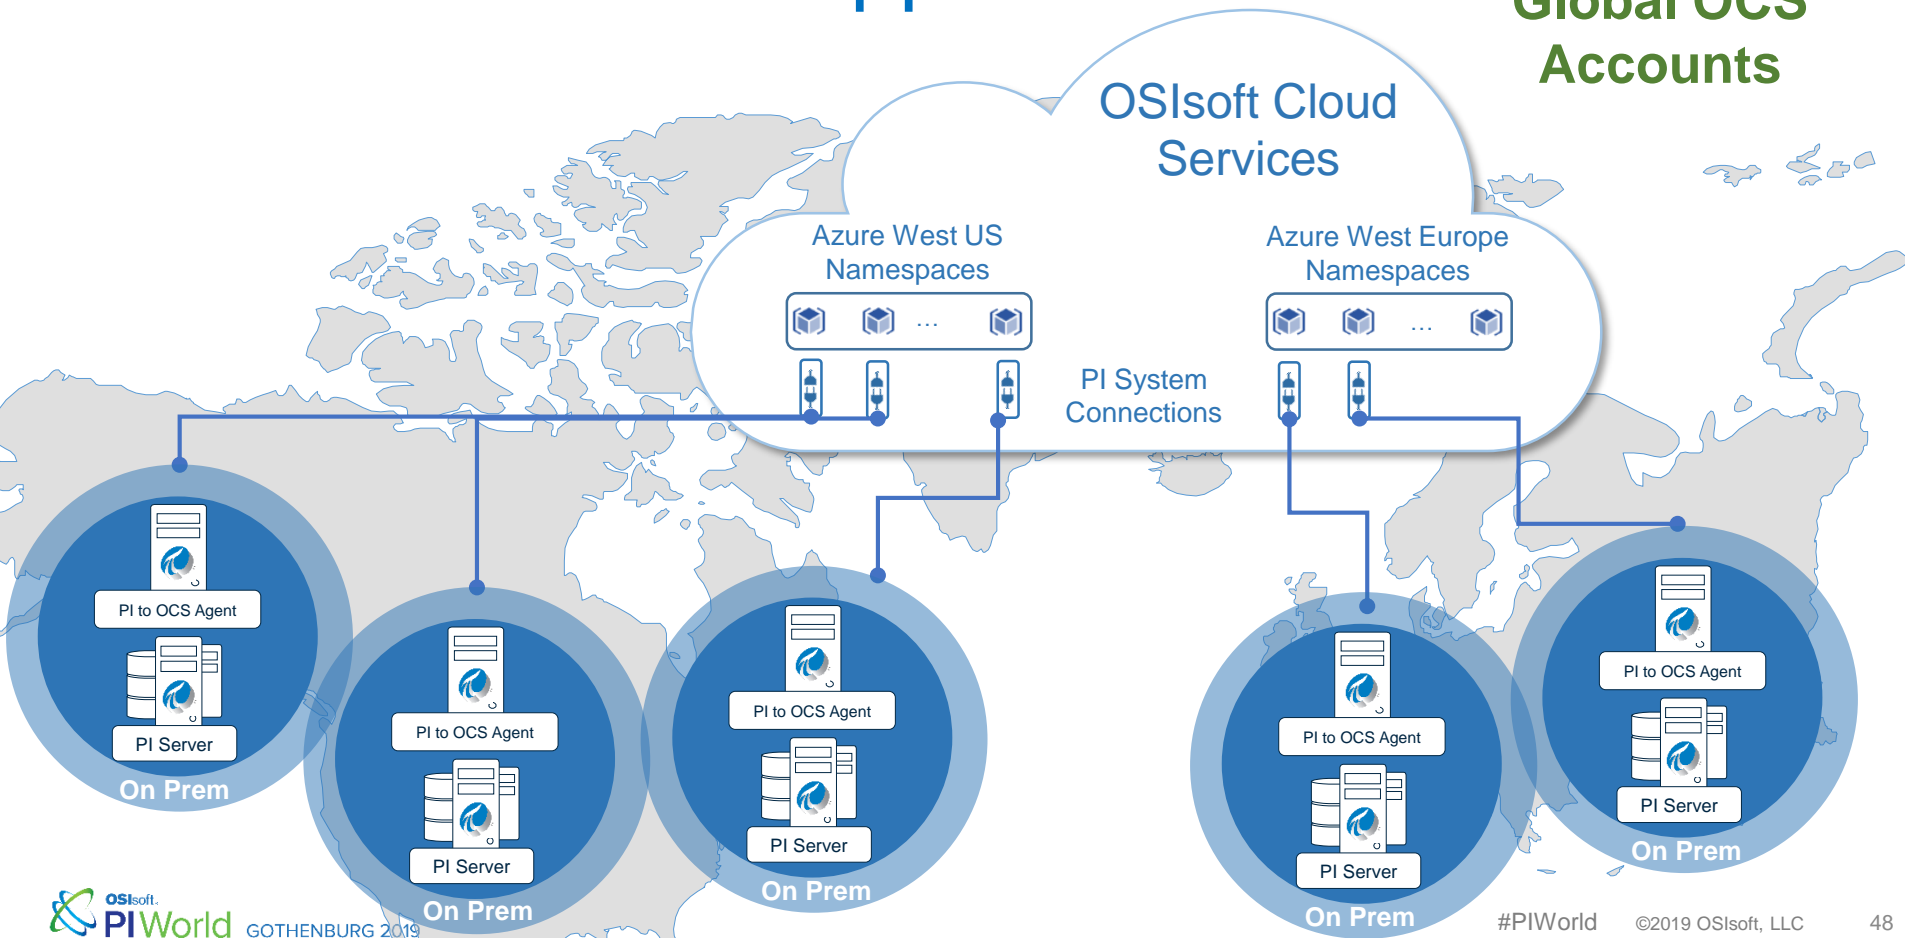 Global OCS
Accounts
OSIsoft Cloud
Services
Azure West US
Namespaces
...
Azure West Europe
Namespaces
...
PI System
Connections
PI to OCS Agent
PI Server
On Prem
PI to OCS Agent
PI Server
On Prem
PI to OCS Agent
PI Server
On Prem
PI to OCS Agent
PI Server
On Prem
PI to OCS Agent
PI Server
On Prem
OSIsoft.
PI World GOTHENBURG 2019
#PIWorld ©2019 OSIsoft, LLC 48